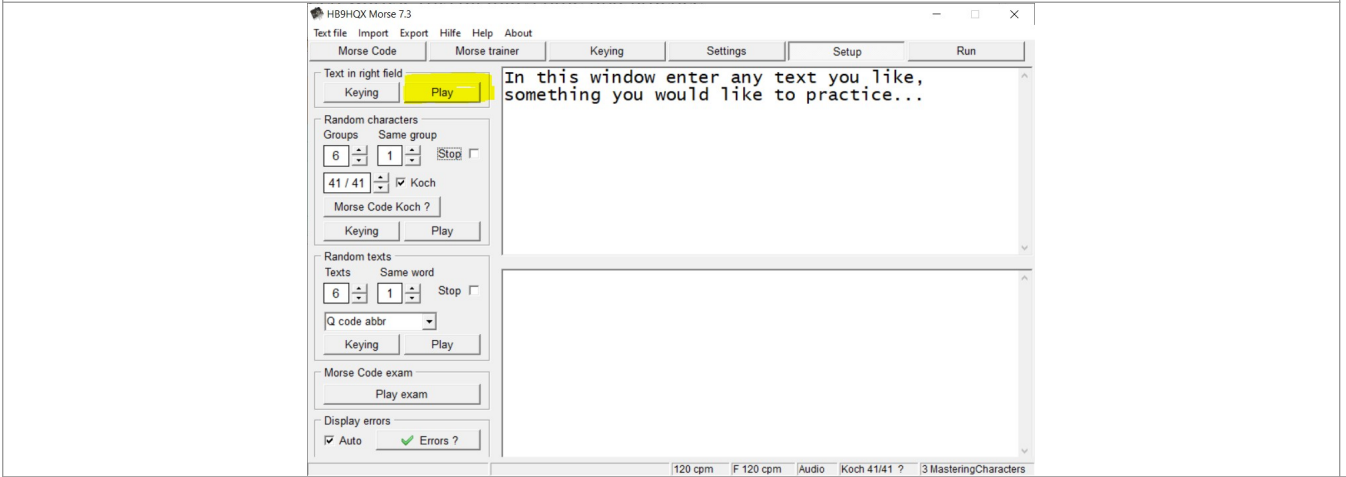 HB9HQX Morse 7.3
Text file Import Export Hilfe Help About
Morse Code Morse trainer Keying Settings Setup Run
Text in right field
Keying Play
In this window enter any text you like,
something you would like to practice...
Random characters
Groups Same group
6 1 Stop
41 / 41 Koch
Morse Code Koch ?
Keying Play
Random texts
Texts Same word
6 1 Stop
Q code abbr
Keying Play
Morse Code exam
Play exam
Display errors
Auto Errors ?
120 cpm F 120 cpm Audio Koch 41/41 ? 3 MasteringCharacters